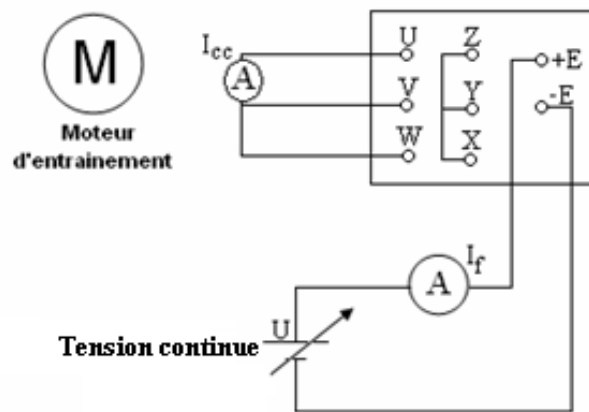 M
Moteur
d'entrainement
Icc
A
U Z
V Y
W X
+E
-E
A
If
U
Tension continue